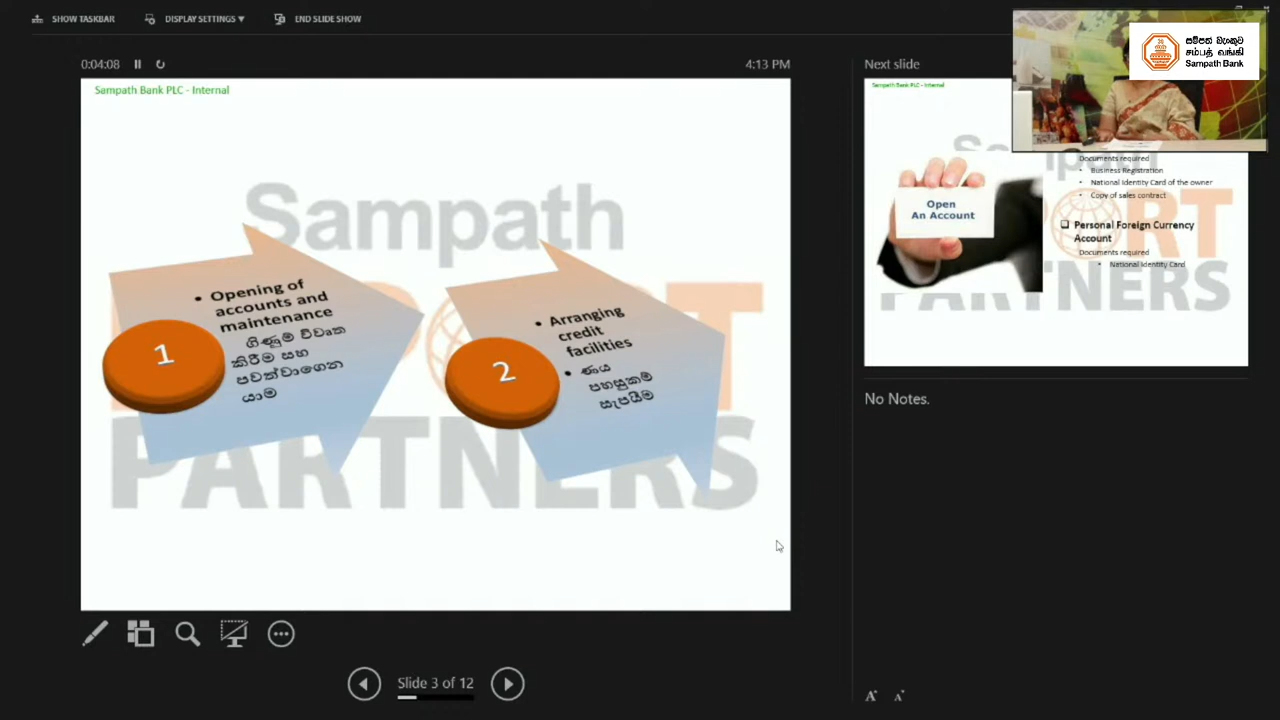 SHOW TASKBAR
DISPLAY SETTINGS ▼
END SLIDE SHOW
0:04:08
4:13 PM
Sampath Bank PLC - Internal
Sampath
PARTNERS
1
• Opening of
accounts and
maintenance
ගිණුම් විවෘත
කිරීම සහ
පවත්වාගෙන
යාම
2
• Arranging
credit
facilities
• ණය
පහසුකම්
සැපයීම
Slide 3 of 12
Next slide
Sampath Bank PLC - Internal
Open
An Account
Documents required
• Business Registration
• National Identity Card of the owner
• Copy of sales contract
Personal Foreign Currency
Account
Documents required
• National Identity Card
PARTNERS
No Notes.
සම්පත් බැංකුව
சம்பத் வங்கி
Sampath Bank